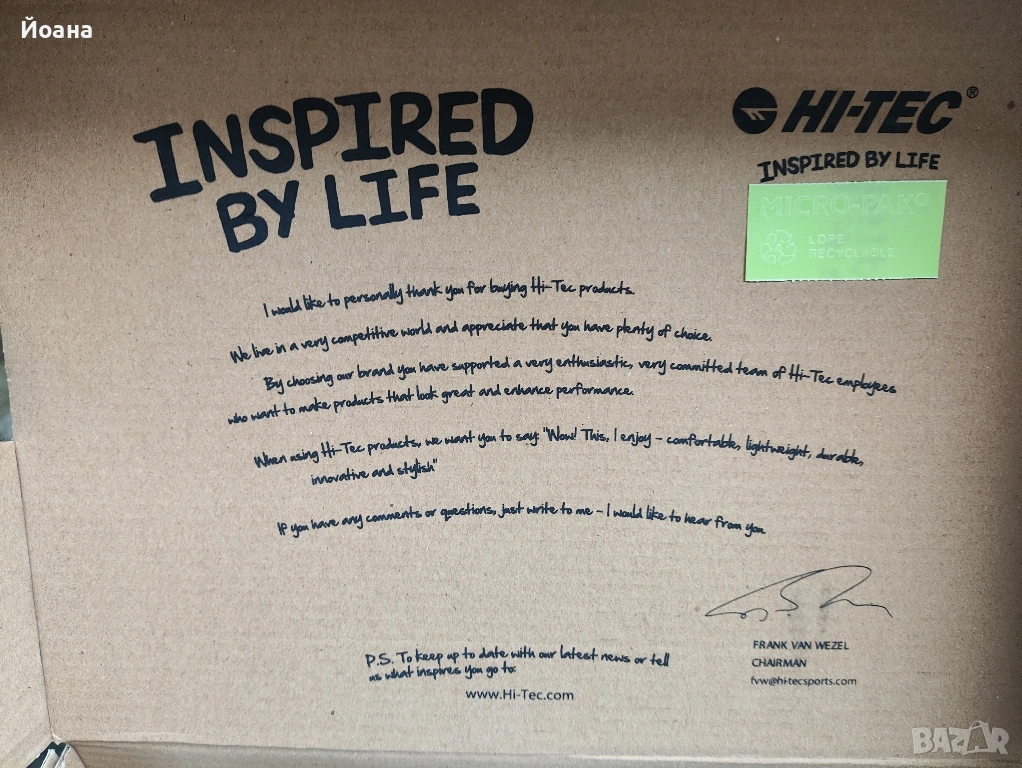 Йоана
INSPIRED
BY LIFE
HI-TEC®
INSPIRED BY LIFE
MICRO-PAK®
LDPE
RECYCLABLE
I would like to personally thank you for buying Hi-Tec products.
We live in a very competitive world and appreciate that you have plenty of choice.
By choosing our brand you have supported a very enthusiastic, very committed team of Hi-Tec employees
who want to make products that look great and enhance performance.
When using Hi-Tec products, we want you to say: "Wow! This, I enjoy - comfortable, lightweight, durable,
innovative and stylish"
If you have any comments or questions, just write to me - I would like to hear from you.
FRANK VAN WEZEL
CHAIRMAN
fvw@hi-tecsports.com
P.S. To keep up to date with our latest news or tell
us what inspires you go to:
www.Hi-Tec.com
BAZAR